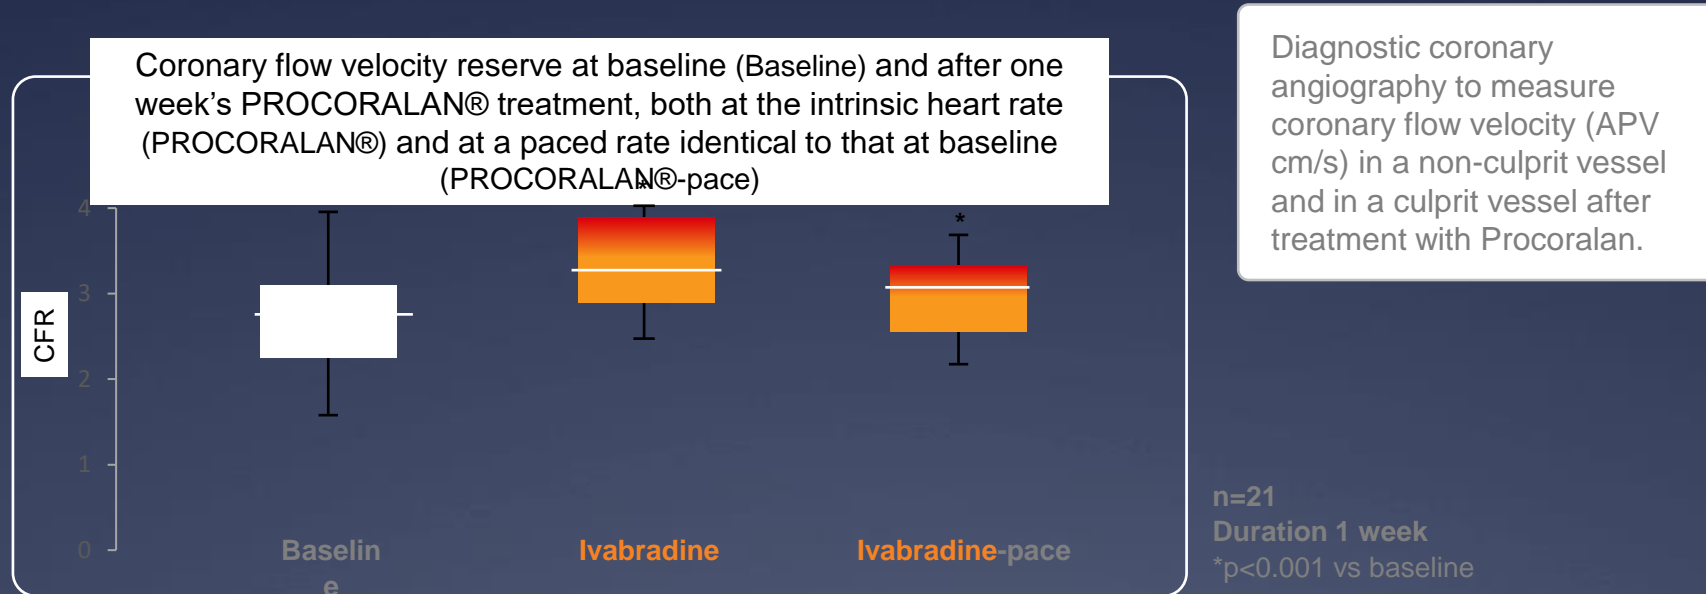 Coronary flow velocity reserve at baseline (Baseline) and after one
week's PROCORALAN® treatment, both at the intrinsic heart rate
(PROCORALAN®) and at a paced rate identical to that at baseline
(PROCORALAN®-pace)
Diagnostic coronary
angiography to measure
coronary flow velocity (APV
cm/s) in a non-culprit vessel
and in a culprit vessel after
treatment with Procoralan.
*
*
4
3
2
1
0
CFR
Baselin
e
Ivabradine
Ivabradine-pace
n=21
Duration 1 week
*p<0.001 vs baseline